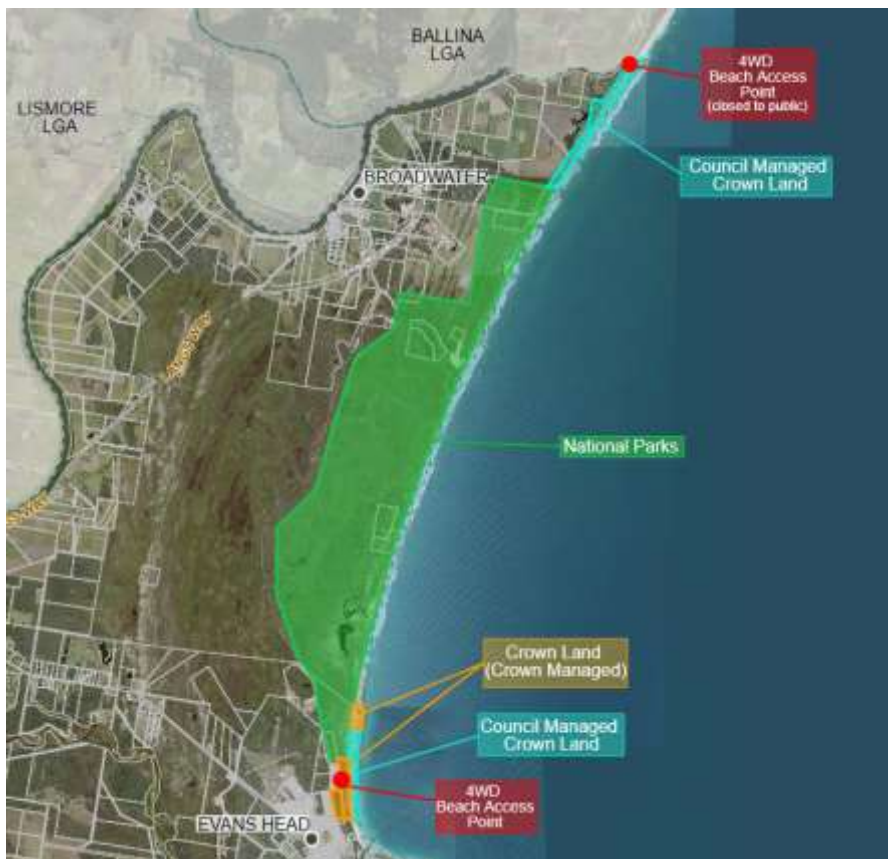 BALLINA
LGA
4WD
Beach Access
Point
(closed to public)
LISMORE
LGA
Council Managed
Crown Land
BROADWATER
National Parks
Crown Land
(Crown Managed)
Council Managed
Crown Land
4WD
Beach Access
Point
EVANS HEAD